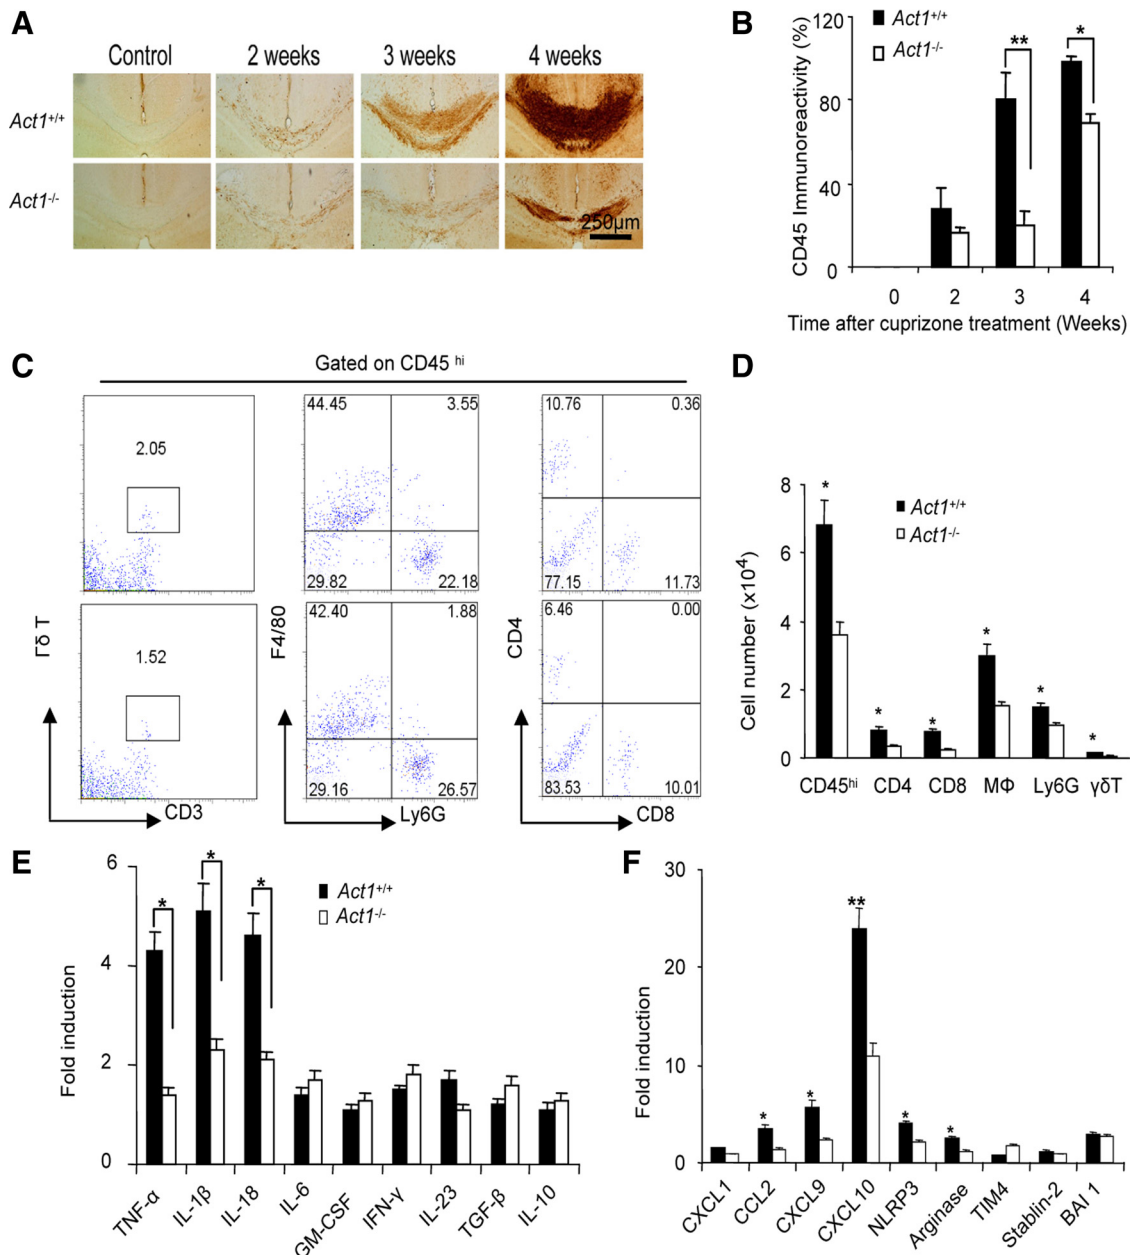 A
Control 2 weeks 3 weeks 4 weeks
Act1+/+
Act1-/-
250µm
B
Act1+/+
Act1-/-
CD45 Immunoreactivity (%)
120
80
40
0
** *
0 2 3 4
Time after cuprizone treatment (Weeks)
C
Gated on CD45 hi
2.05
44.45 3.55
29.82 22.18
10.76 0.36
77.15 11.73
1.52
42.40 1.88
29.16 26.57
6.46 0.00
83.53 10.01
Γδ T
CD3
F4/80
Ly6G
CD4
CD8
D
Act1+/+
Act1-/-
Cell number (x10⁴)
8
6
4
2
0
* * * * * *
CD45hi CD4 CD8 MΦ Ly6G γδT
E
Act1+/+
Act1-/-
Fold induction
6
4
2
0
* * *
TNF-α IL-1β IL-18 IL-6 GM-CSF IFN-γ IL-23 TGF-β IL-10
F
Fold induction
30
20
10
0
* * ** * *
CXCL1 CCL2 CXCL9 CXCL10 NLRP3 Arginase TIM4 Stablin-2 BAI 1